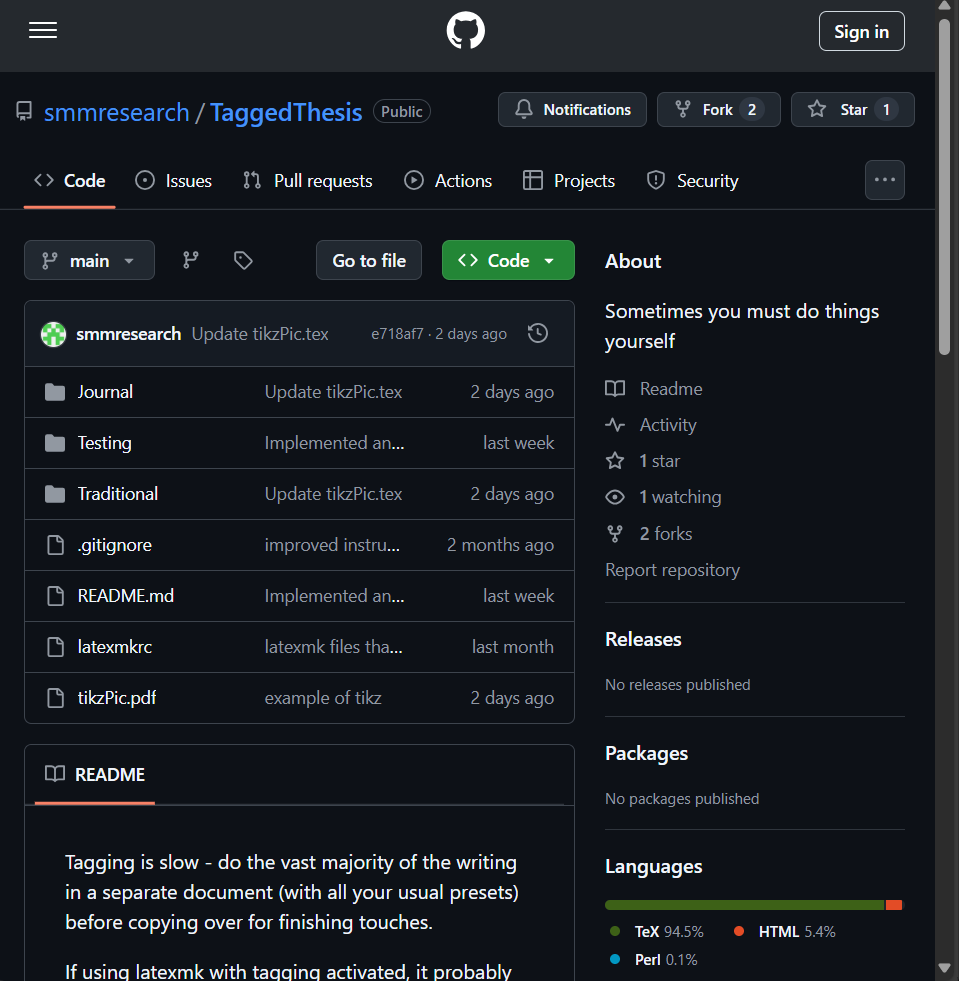 Sign in
smmresearch / TaggedThesis Public
Notifications Fork 2 Star 1
Code Issues Pull requests Actions Projects Security ...
main Go to file Code
smmresearch Update tikzPic.tex e718af7 · 2 days ago
Journal Update tikzPic.tex 2 days ago
Testing Implemented an... last week
Traditional Update tikzPic.tex 2 days ago
.gitignore improved instru... 2 months ago
README.md Implemented an... last week
latexmkrc latexmk files tha... last month
tikzPic.pdf example of tikz 2 days ago
README
Tagging is slow - do the vast majority of the writing
in a separate document (with all your usual presets)
before copying over for finishing touches.
If using latexmk with tagging activated, it probably
About
Sometimes you must do things
yourself
Readme
Activity
1 star
1 watching
2 forks
Report repository
Releases
No releases published
Packages
No packages published
Languages
TeX 94.5% HTML 5.4%
Perl 0.1%